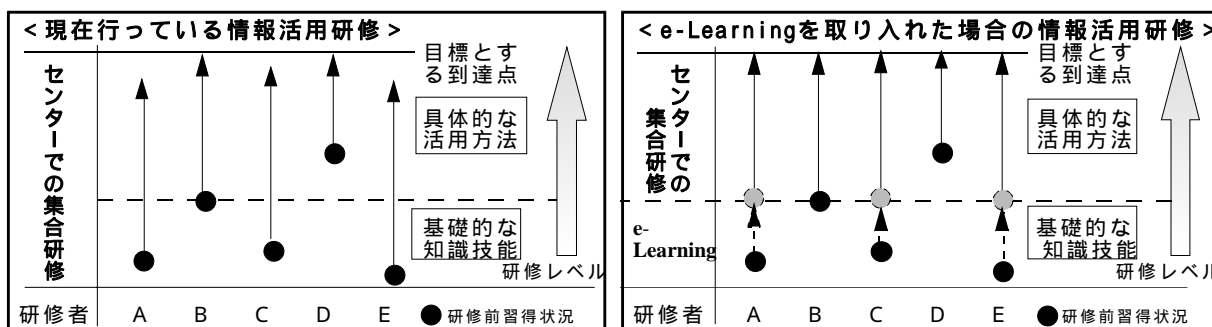 ＜現在行っている情報活用研修＞
センターでの集合研修
目標とす
る到達点
具体的な
活用方法
基礎的な
知識技能
研修レベル
研修者 A B C D E ●研修前習得状況
＜e-Learningを取り入れた場合の情報活用研修＞
センターでの
集合研修
目標とす
る到達点
具体的な
活用方法
e-
Learning
基礎的な
知識技能
研修レベル
研修者 A B C D E ●研修前習得状況